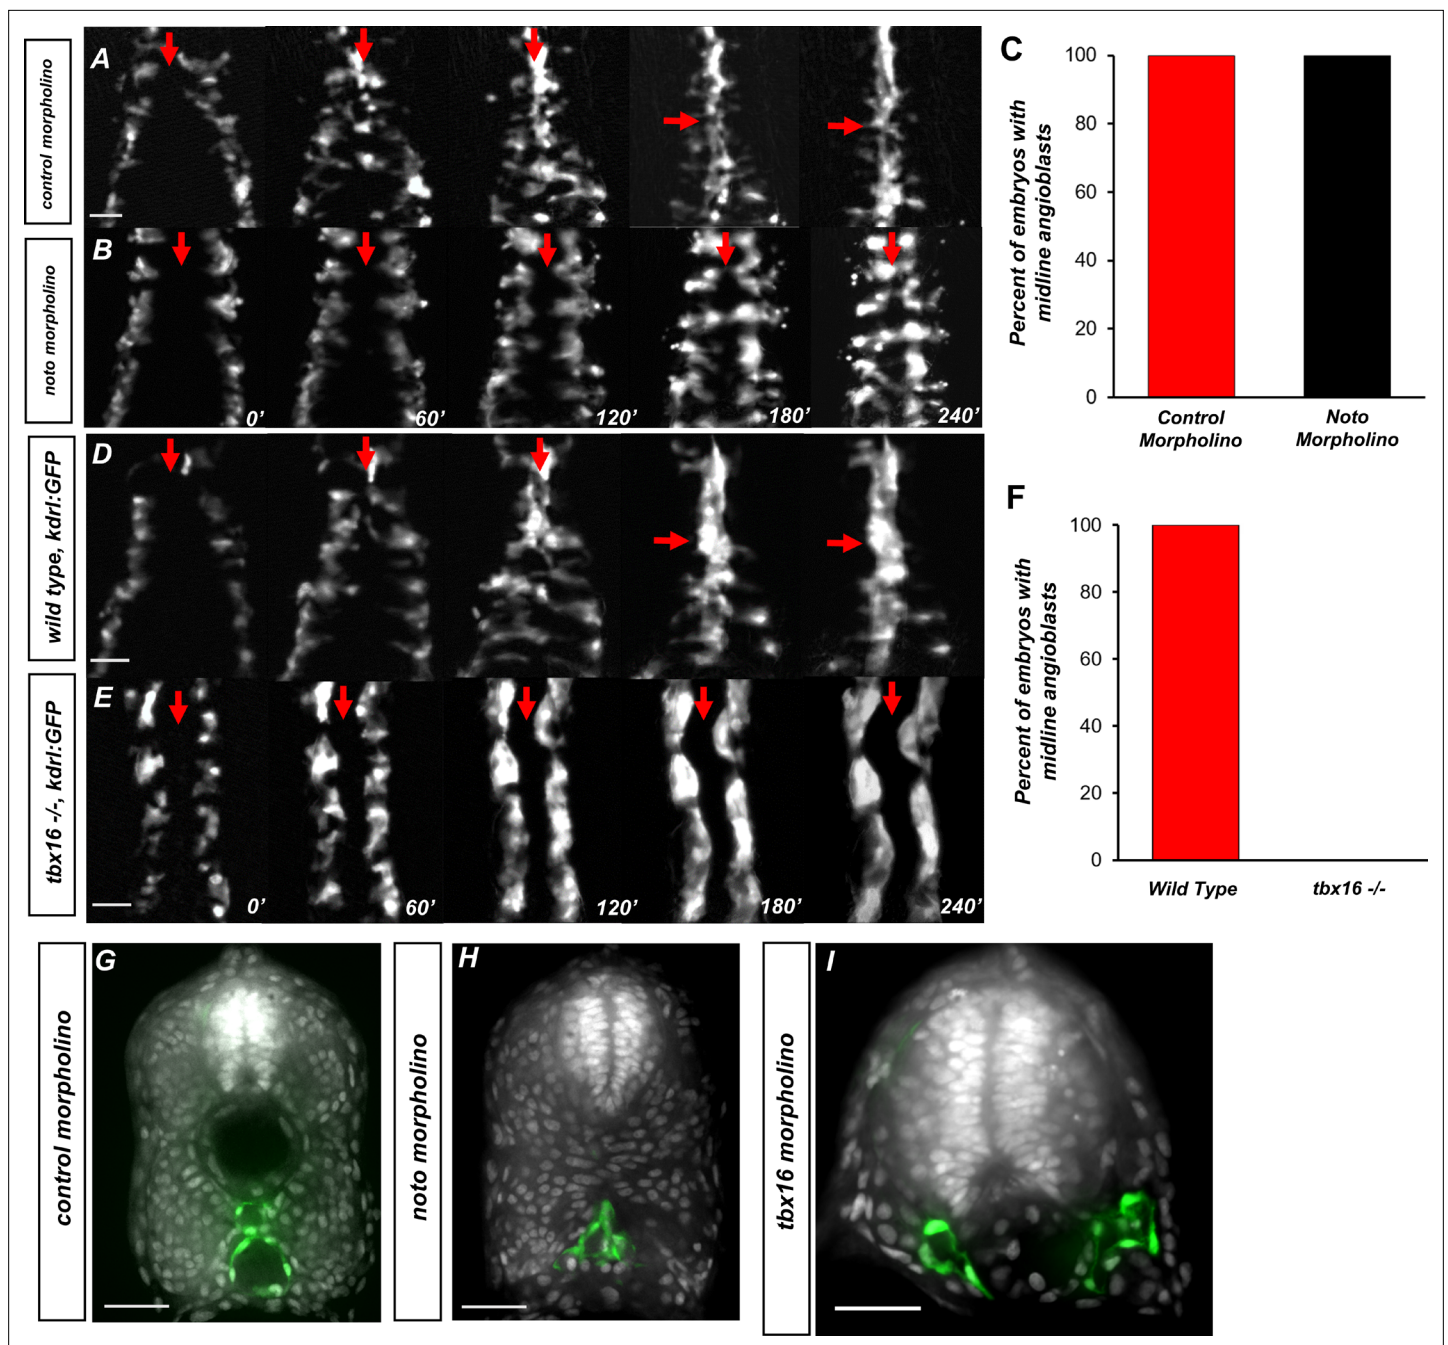 control morpholino
A
noto morpholino
B
0’
60’
120’
180’
240’
C
Percent of embryos with
midline angioblasts
100
80
60
40
20
0
Control
Morpholino
Noto
Morpholino
wild type, kdrl:GFP
D
tbx16 -/-, kdrl:GFP
E
0’
60’
120’
180’
240’
F
Percent of embryos with
midline angioblasts
100
80
60
40
20
0
Wild Type
tbx16 -/-
control morpholino
G
noto morpholino
H
tbx16 morpholino
I